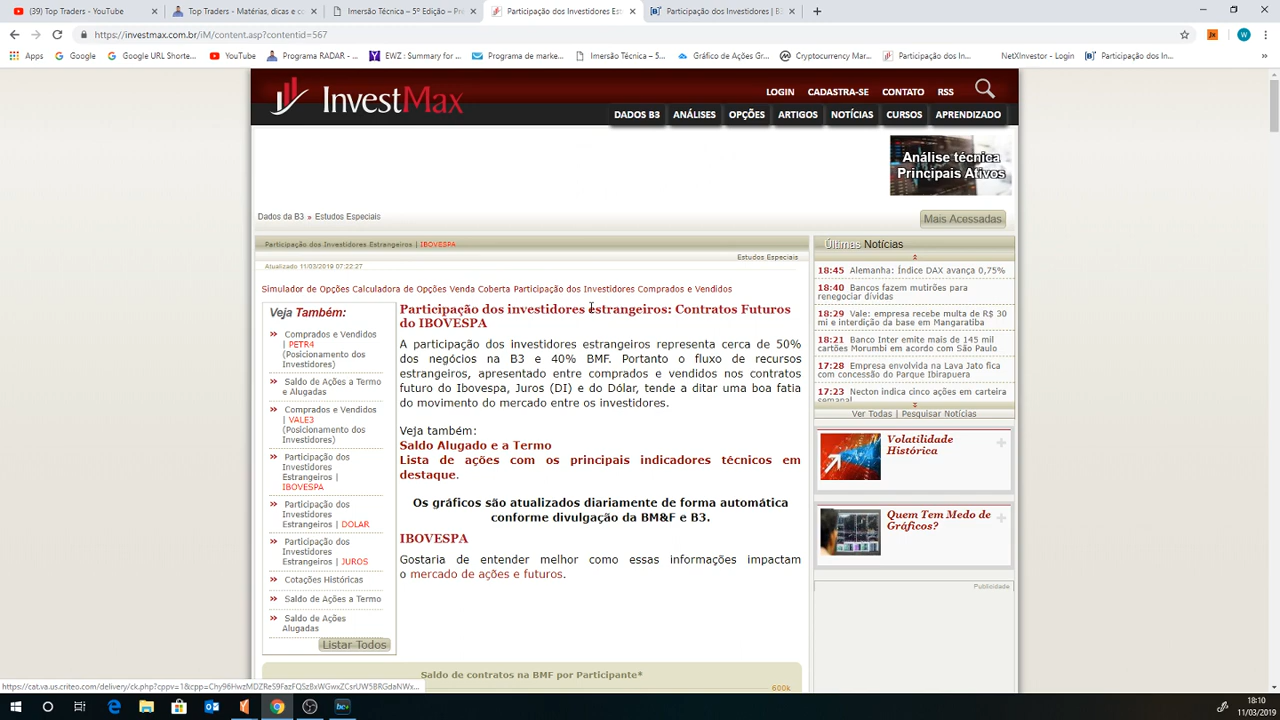 (39) Top Traders - YouTube
Top Traders - Matérias, dicas e co
Imersão Técnica – 5º Edição – Pre
Participação dos Investidores Est
Participação dos Investidores | B3
https://investmax.com.br/iM/content.asp?contentid=567
Apps
Google
Google URL Shorte...
YouTube
Programa RADAR -...
EWZ : Summary for...
Programa de marke...
Imersão Técnica – 5...
Gráfico de Ações Gr...
Cryptocurrency Mar...
Participação dos In...
NetXInvestor - Login
Participação dos In...
InvestMax
LOGIN CADASTRA-SE CONTATO RSS
DADOS B3 ANÁLISES OPÇÕES ARTIGOS NOTÍCIAS CURSOS APRENDIZADO
Análise técnica
Principais Ativos
Dados da B3 » Estudos Especiais
Mais Acessadas
Participação dos Investidores Estrangeiros | IBOVESPA
Estudos Especiais
Atualizado 11/03/2019 07:22:27
Simulador de Opções Calculadora de Opções Venda Coberta Participação dos Investidores Comprados e Vendidos
Veja Também:
Comprados e Vendidos
| PETR4
(Posicionamento dos
Investidores)
Saldo de Ações a Termo
e Alugadas
Comprados e Vendidos
| VALE3
(Posicionamento dos
Investidores)
Participação dos
Investidores
Estrangeiros |
IBOVESPA
Participação dos
Investidores
Estrangeiros | DOLAR
Participação dos
Investidores
Estrangeiros | JUROS
Cotações Históricas
Saldo de Ações a Termo
Saldo de Ações
Alugadas
Listar Todos
Participação dos investidores estrangeiros: Contratos Futuros
do IBOVESPA
A participação dos investidores estrangeiros representa cerca de 50%
dos negócios na B3 e 40% BMF. Portanto o fluxo de recursos
estrangeiros, apresentado entre comprados e vendidos nos contratos
futuro do Ibovespa, Juros (DI) e do Dólar, tende a ditar uma boa fatia
do movimento do mercado entre os investidores.
Veja também:
Saldo Alugado e a Termo
Lista de ações com os principais indicadores técnicos em
destaque.
Os gráficos são atualizados diariamente de forma automática
conforme divulgação da BM&F e B3.
IBOVESPA
Gostaria de entender melhor como essas informações impactam
o mercado de ações e futuros.
Saldo de contratos na BMF por Participante*
600k
Últimas Notícias
18:45 Alemanha: Índice DAX avança 0,75%
18:40 Bancos fazem mutirões para
renegociar dívidas
18:29 Vale: empresa recebe multa de R$ 30
mi e interdição da base em Mangaratiba
18:21 Banco Inter emite mais de 145 mil
cartões Morumbi em acordo com São Paulo
17:28 Empresa envolvida na Lava Jato fica
com concessão do Parque Ibirapuera
17:23 Necton indica cinco ações em carteira
semanal
Ver Todas | Pesquisar Notícias
Volatilidade
Histórica
Quem Tem Medo de
Gráficos?
Publicidade
18:10
11/03/2019